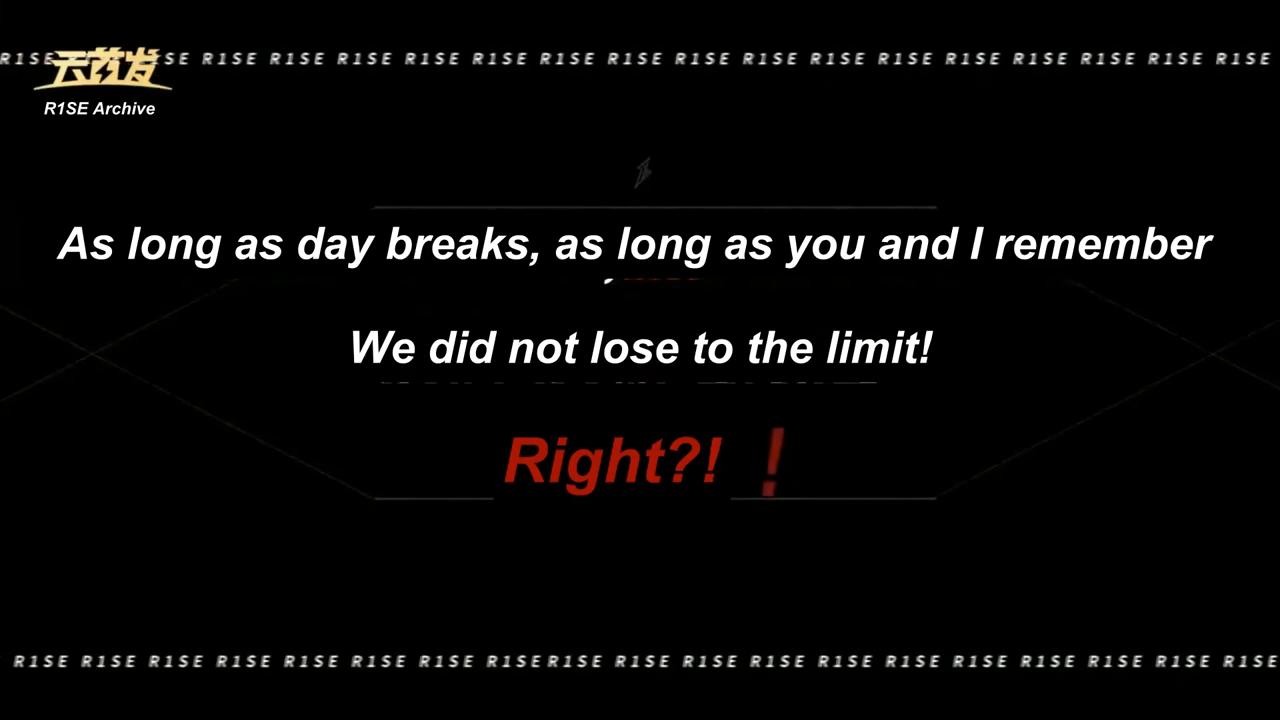 R1SE R1SE R1SE R1SE R1SE R1SE R1SE R1SE R1SE R1SE R1SE R1SE R1SE R1SE R1SE R1SE R1SE
R1SE Archive
As long as day breaks, as long as you and I remember
We did not lose to the limit!
Right?! !
R1SE R1SE R1SE R1SE R1SE R1SE R1SE R1SE R1SE R1SE R1SE R1SE R1SE R1SE R1SE R1SE R1SE R1SE R1SE